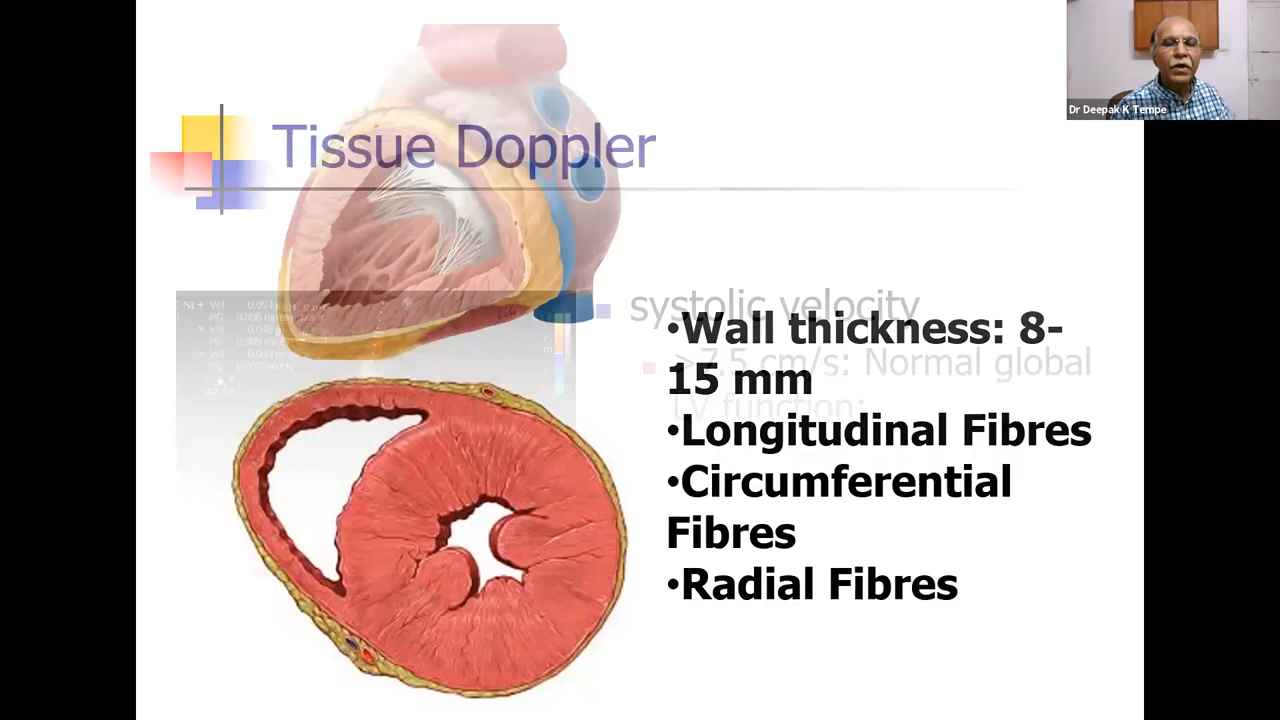 Dr Deepak K Tempe
Tissue Doppler
systolic velocity
>7.5 cm/s: Normal global
LV function:
•Wall thickness: 8-
15 mm
•Longitudinal Fibres
•Circumferential
Fibres
•Radial Fibres